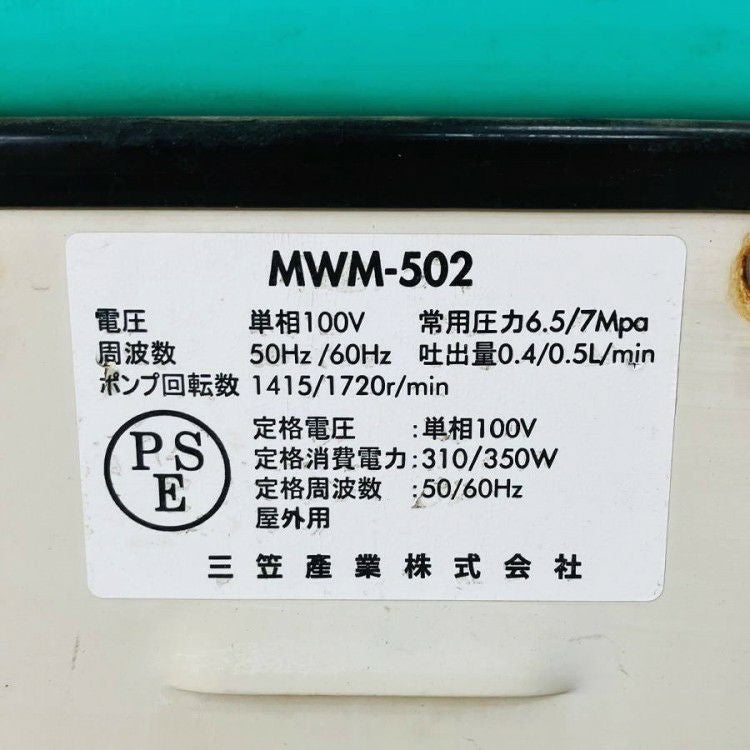 MWM-502
電圧 単相100V 常用圧力6.5/7Mpa
周波数 50Hz/60Hz 吐出量0.4/0.5L/min
ポンプ回転数 1415/1720r/min
PSE
定格電圧 :単相100V
定格消費電力:310/350W
定格周波数 :50/60Hz
屋外用
三笠産業株式会社